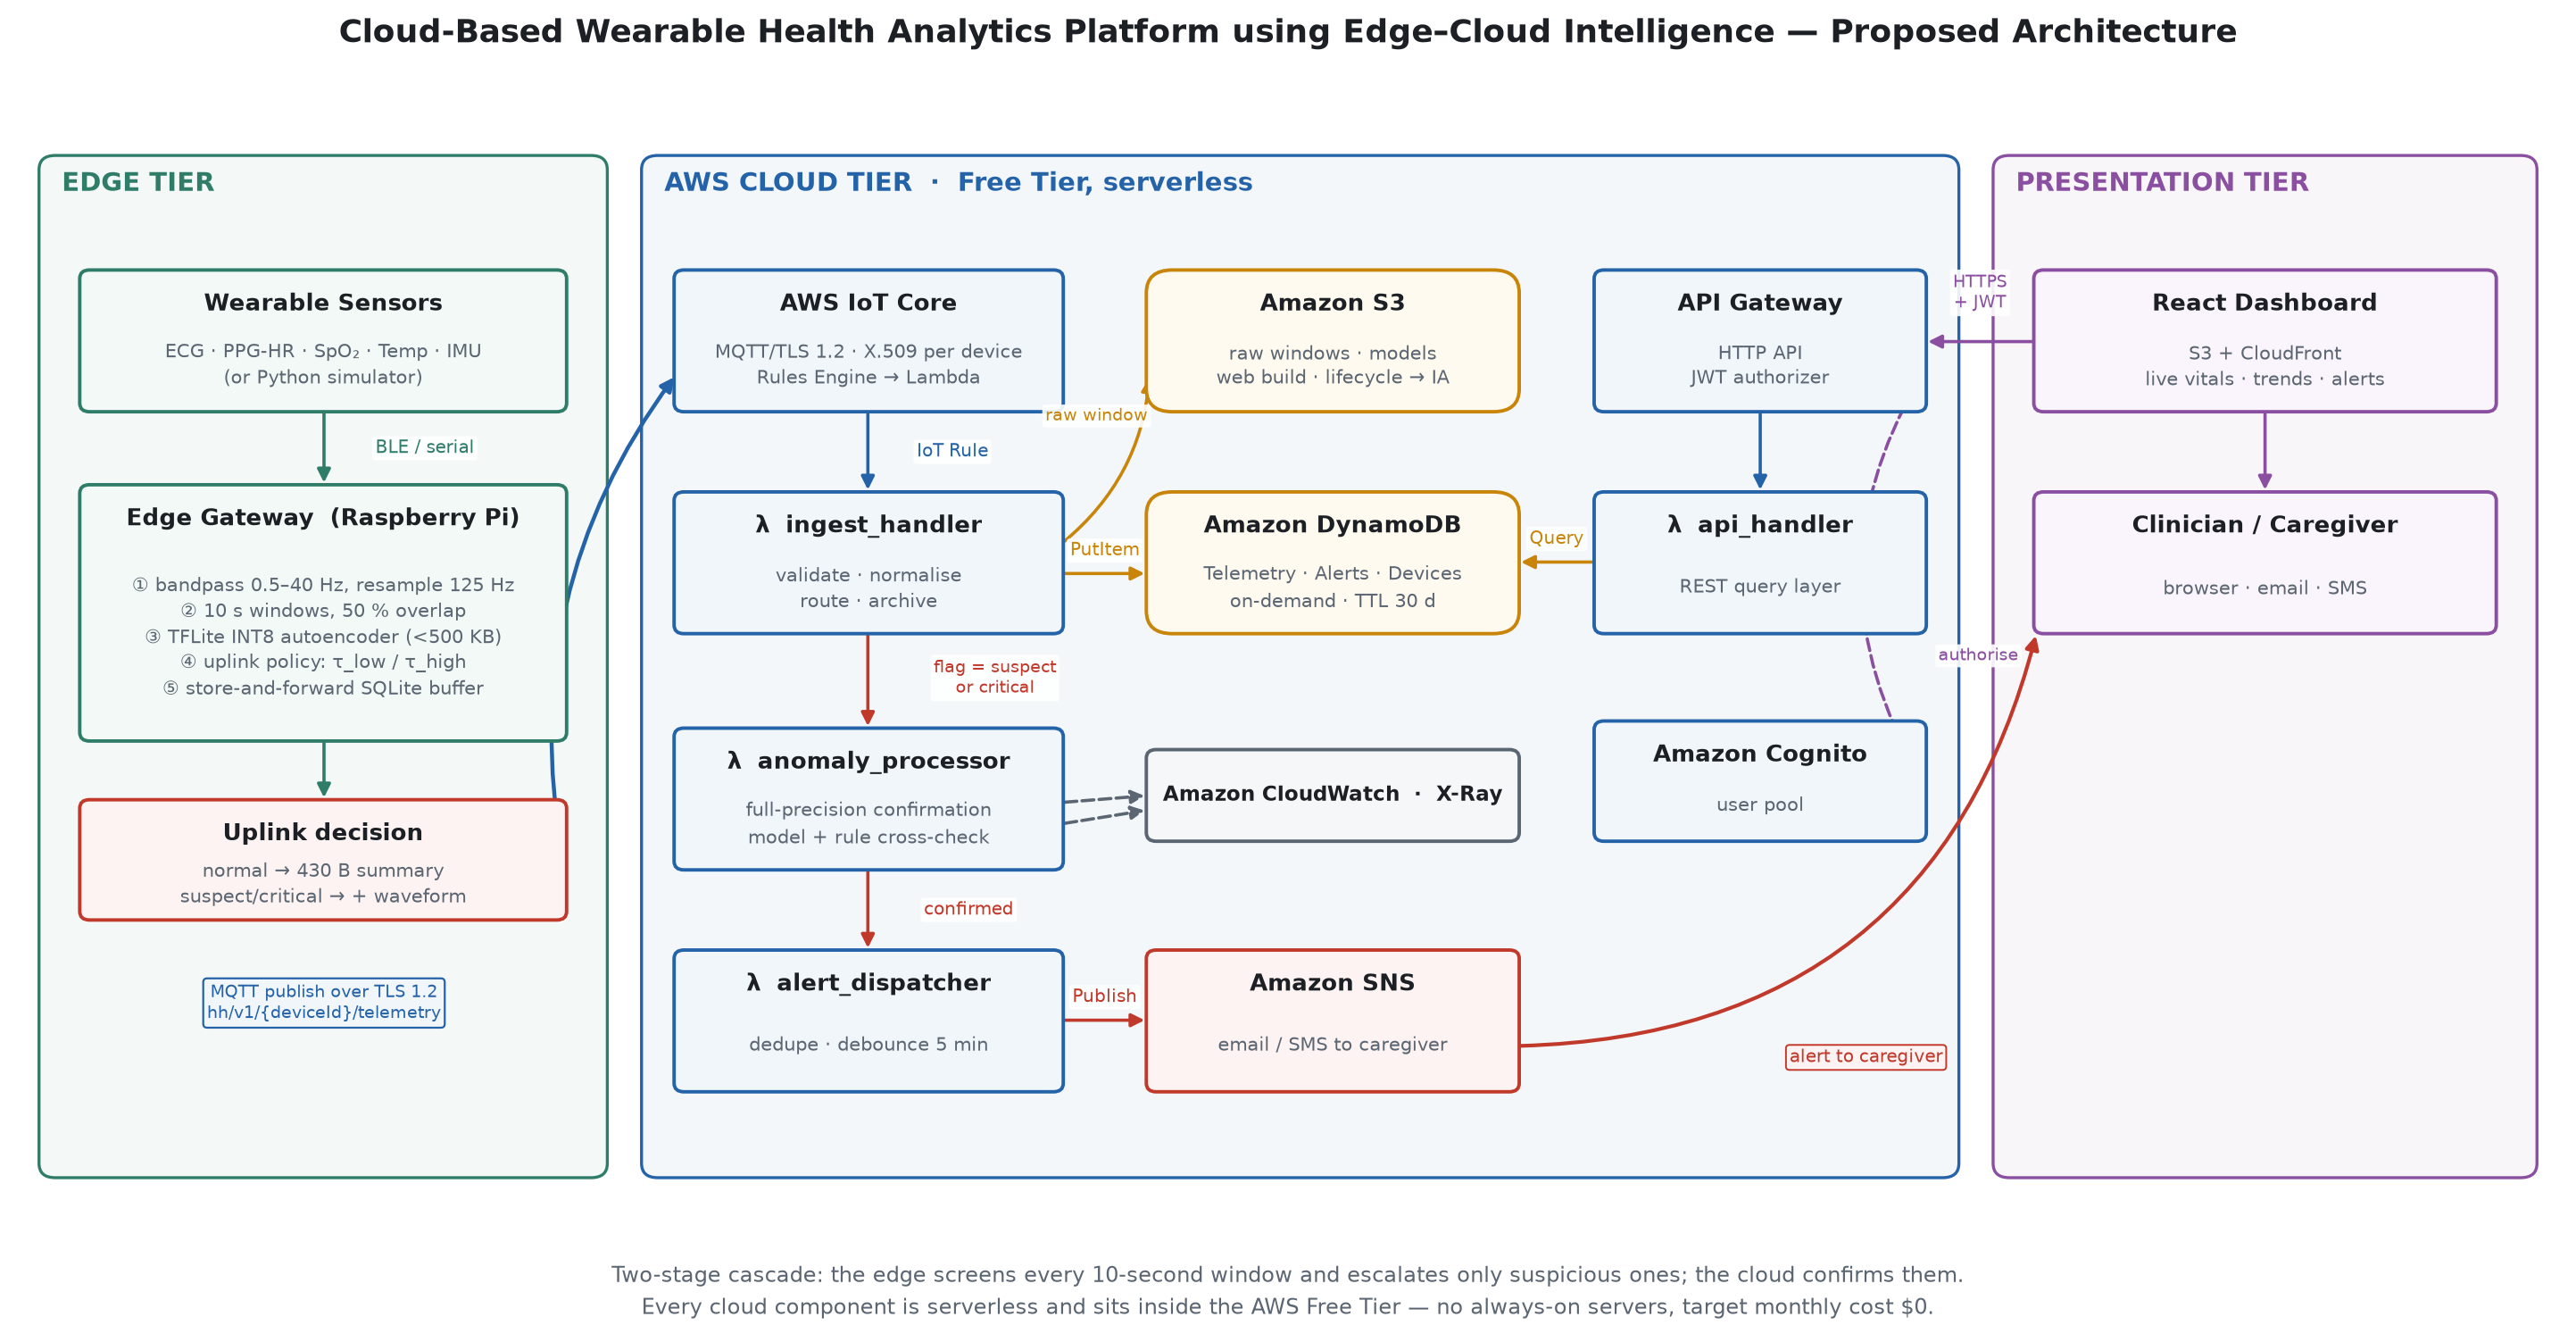 Cloud-Based Wearable Health Analytics Platform using Edge–Cloud Intelligence — Proposed Architecture
EDGE TIER
Wearable Sensors
ECG · PPG-HR · SpO₂ · Temp · IMU
(or Python simulator)
BLE / serial
Edge Gateway (Raspberry Pi)
① bandpass 0.5–40 Hz, resample 125 Hz
② 10 s windows, 50 % overlap
③ TFLite INT8 autoencoder (<500 KB)
④ uplink policy: τ_low / τ_high
⑤ store-and-forward SQLite buffer
Uplink decision
normal → 430 B summary
suspect/critical → + waveform
MQTT publish over TLS 1.2
hh/v1/{deviceId}/telemetry
AWS CLOUD TIER · Free Tier, serverless
AWS IoT Core
MQTT/TLS 1.2 · X.509 per device
Rules Engine → Lambda
IoT Rule
raw window
λ ingest_handler
validate · normalise
route · archive
PutItem
flag = suspect
or critical
λ anomaly_processor
full-precision confirmation
model + rule cross-check
confirmed
λ alert_dispatcher
dedupe · debounce 5 min
Publish
Amazon S3
raw windows · models
web build · lifecycle → IA
Amazon DynamoDB
Telemetry · Alerts · Devices
on-demand · TTL 30 d
Query
Amazon CloudWatch · X-Ray
Amazon SNS
email / SMS to caregiver
API Gateway
HTTP API
JWT authorizer
λ api_handler
REST query layer
authorise
Amazon Cognito
user pool
alert to caregiver
HTTPS
+ JWT
PRESENTATION TIER
React Dashboard
S3 + CloudFront
live vitals · trends · alerts
Clinician / Caregiver
browser · email · SMS
Two-stage cascade: the edge screens every 10-second window and escalates only suspicious ones; the cloud confirms them.
Every cloud component is serverless and sits inside the AWS Free Tier — no always-on servers, target monthly cost $0.